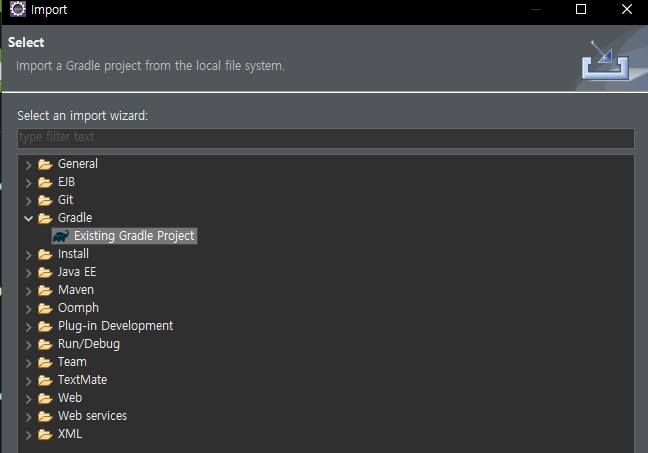 Import
Select
Import a Gradle project from the local file system.
Select an import wizard:
type filter text
General
EJB
Git
Gradle
Existing Gradle Project
Install
Java EE
Maven
Oomph
Plug-in Development
Run/Debug
Team
TextMate
Web
Web services
XML